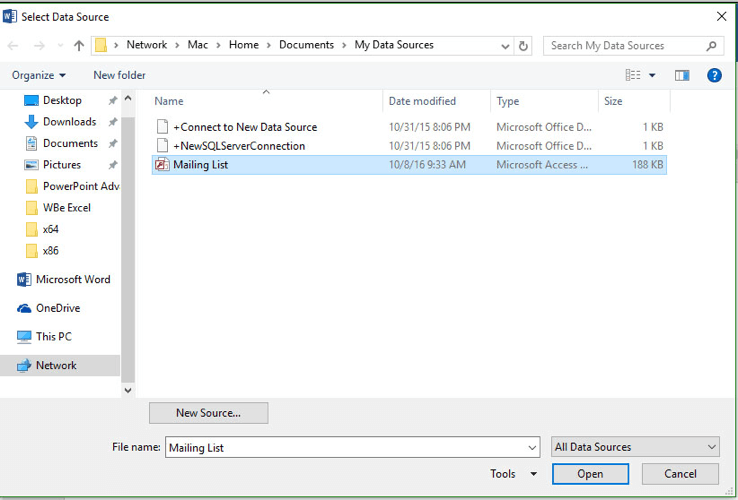 Select Data Source
Network > Mac > Home > Documents > My Data Sources
Search My Data Sources
Organize
New folder
Desktop
Downloads
Documents
Pictures
PowerPoint Adv
WBe Excel
x64
x86
Microsoft Word
OneDrive
This PC
Network
Name Date modified Type Size
+Connect to New Data Source 10/31/15 8:06 PM Microsoft Office D... 1 KB
+NewSQLServerConnection 10/31/15 8:06 PM Microsoft Office D... 1 KB
Mailing List 10/8/16 9:33 AM Microsoft Access ... 188 KB
New Source...
File name: Mailing List
All Data Sources
Tools
Open
Cancel